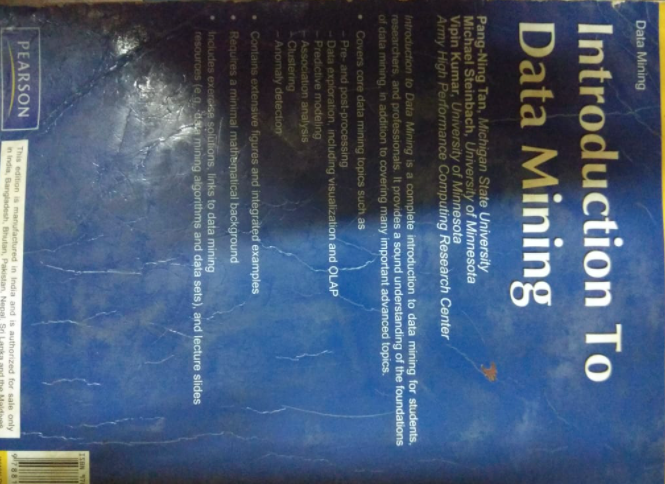 Data Mining
Introduction To
Data Mining
Pang-Ning Tan, Michigan State University
Michael Steinbach, University of Minnesota
Vipin Kumar, University of Minnesota
Army High Performance Computing Research Center
Introduction to Data Mining is a complete introduction to data mining for students,
researchers, and professionals. It provides a sound understanding of the foundations
of data mining, in addition to covering many important advanced topics.
• Covers core data mining topics such as
– Pre- and post-processing
– Data exploration, including visualization and OLAP
– Predictive modeling
– Association analysis
– Clustering
– Anomaly detection
• Contains extensive figures and integrated examples
• Requires a minimal mathematical background
• Includes exercise solutions, links to data mining
resources (e.g., data mining algorithms and data sets), and lecture slides
PEARSON
This edition is manufactured in India and is authorized for sale only
in India, Bangladesh, Bhutan, Pakistan, Nepal, Sri Lanka and the Maldives
ISBN 978
9788